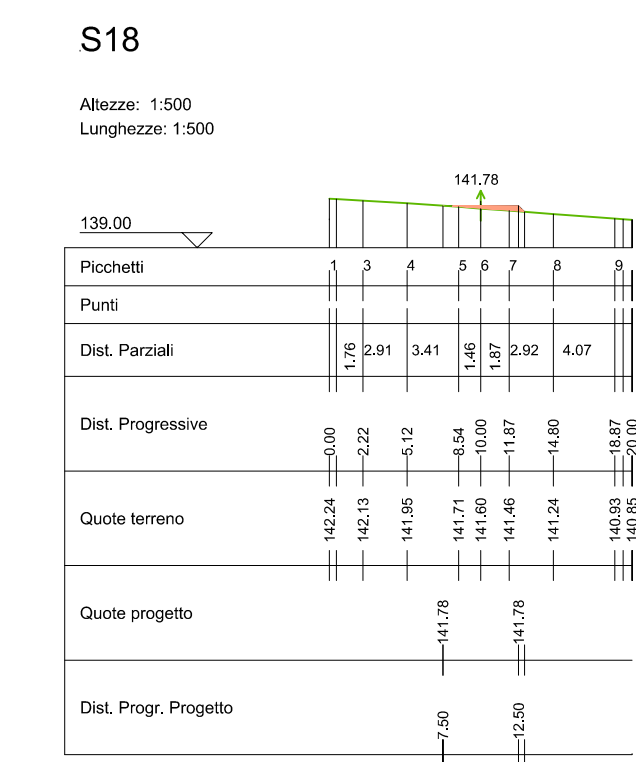 S18
Altezze: 1:500
Lunghezze: 1:500
141.78
139.00
Picchetti 1 3 4 5 6 7 8 9
Punti
Dist. Parziali 1.76 2.91 3.41 1.46 1.87 2.92 4.07
Dist. Progressive 0.00 2.22 5.12 8.54 10.00 11.87 14.80 18.87 20.00
Quote terreno 142.24 142.13 141.95 141.71 141.60 141.46 141.24 140.93 140.85
Quote progetto 141.78 141.78
Dist. Progr. Progetto 7.50 12.50